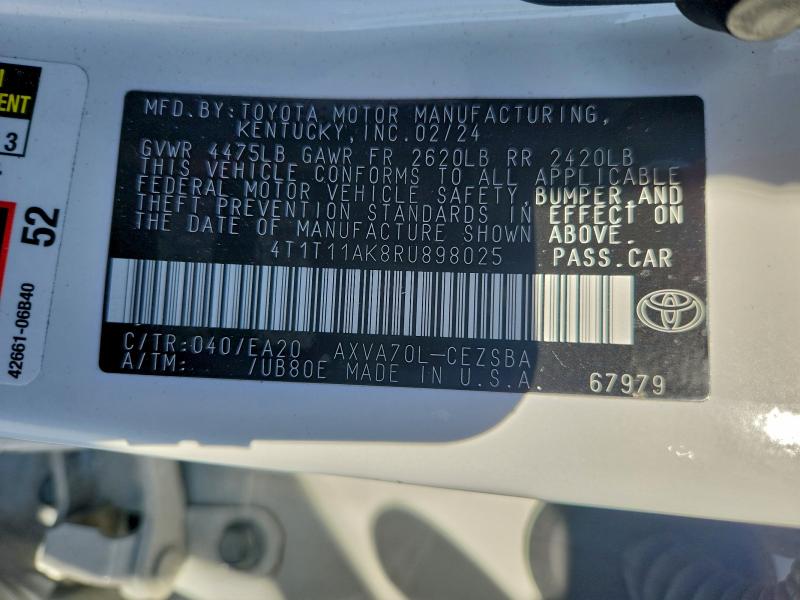 MENT
3
52
42661-06B40
MFD.BY:TOYOTA MOTOR MANUFACTURING,
KENTUCKY,INC.02/24
GVWR 4475LB GAWR FR 2620LB RR 2420LB
THIS VEHICLE CONFORMS TO ALL APPLICABLE
FEDERAL MOTOR VEHICLE SAFETY,BUMPER,AND
THEFT PREVENTION STANDARDS IN EFFECT ON
THE DATE OF MANUFACTURE SHOWN ABOVE.
4T1T11AK8RU898025 PASS.CAR
C/TR:040/EA20 AXVA70L-CEZSBA
A/TM: /UB80E MADE IN U.S.A. 67979